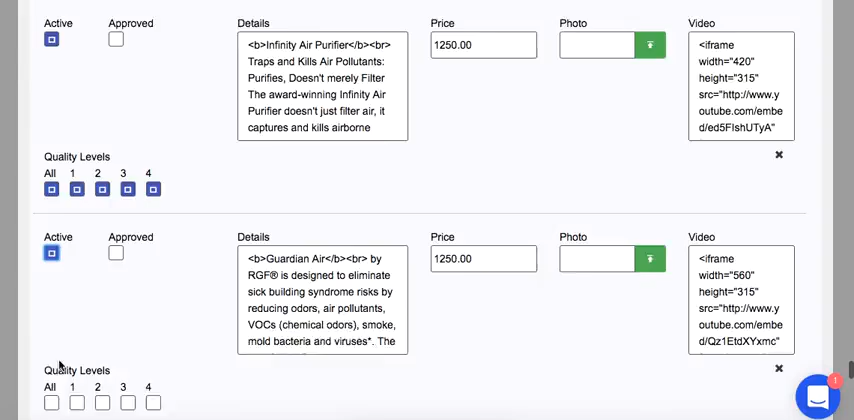 Active Approved Details Price Photo Video
<b>Infinity Air Purifier</b><br>
Traps and Kills Air Pollutants:
Purifies, Doesn't merely Filter
The award-winning Infinity Air
Purifier doesn't just filter air, it
captures and kills airborne
1250.00
<iframe
width="420"
height="315"
src="http://www.y
outube.com/embe
d/ed5FIshUTyA"
Quality Levels
All 1 2 3 4
Active Approved Details Price Photo Video
<b>Guardian Air</b><br> by
RGF® is designed to eliminate
sick building syndrome risks by
reducing odors, air pollutants,
VOCs (chemical odors), smoke,
mold bacteria and viruses*. The
1250.00
<iframe
width="560"
height="315"
src="http://www.y
outube.com/embe
d/Qz1EtdXYxmc"
Quality Levels
All 1 2 3 4
1